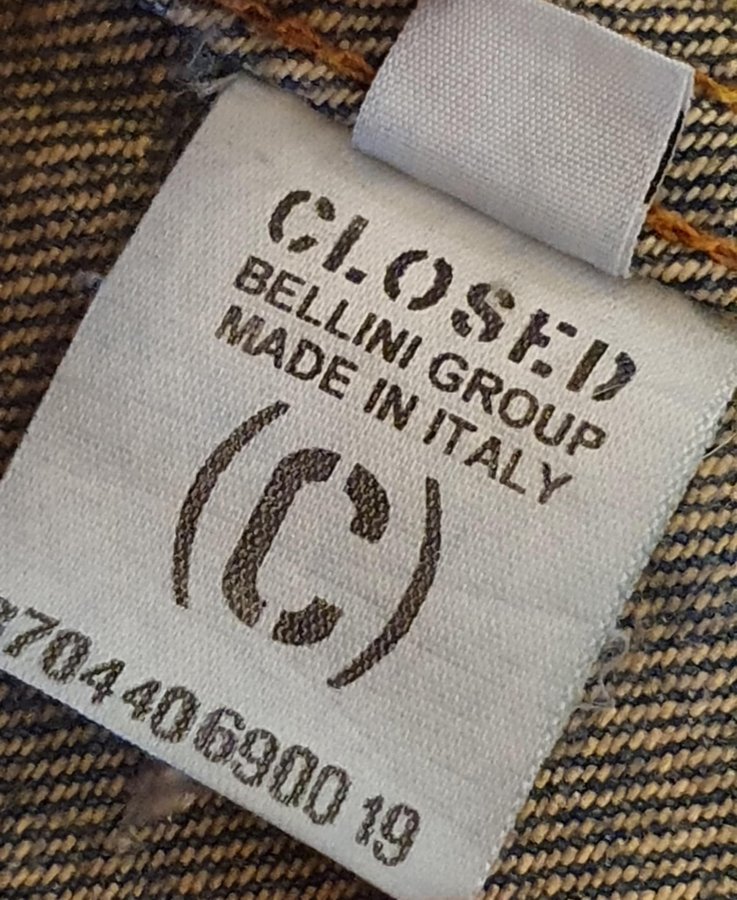 CLOSED
BELLINI GROUP
MADE IN ITALY
(C)
704406900 19